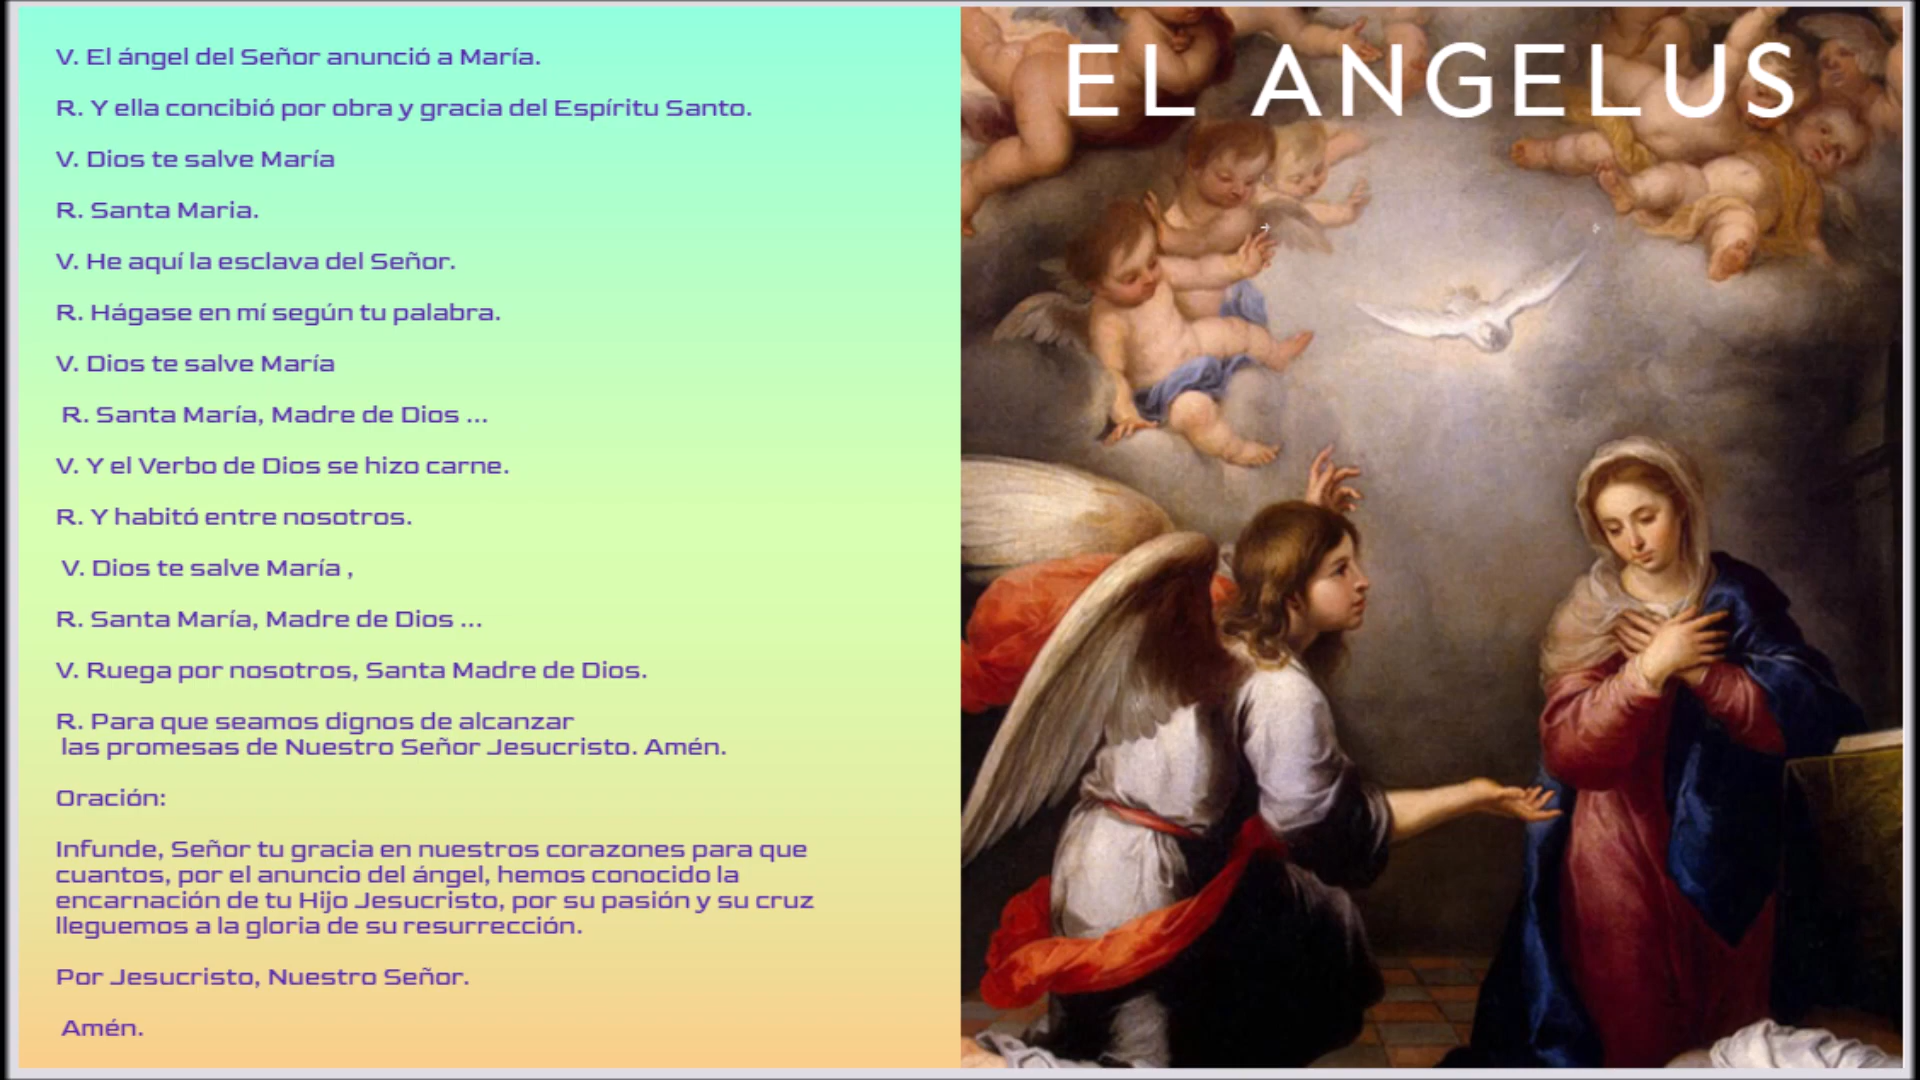 V. El ángel del Señor anunció a María.
R. Y ella concibió por obra y gracia del Espíritu Santo.
V. Dios te salve María
R. Santa Maria.
V. He aquí la esclava del Señor.
R. Hágase en mí según tu palabra.
V. Dios te salve María
R. Santa María, Madre de Dios ...
V. Y el Verbo de Dios se hizo carne.
R. Y habitó entre nosotros.
V. Dios te salve María ,
R. Santa María, Madre de Dios ...
V. Ruega por nosotros, Santa Madre de Dios.
R. Para que seamos dignos de alcanzar
las promesas de Nuestro Señor Jesucristo. Amén.
Oración:
Infunde, Señor tu gracia en nuestros corazones para que
cuantos, por el anuncio del ángel, hemos conocido la
encarnación de tu Hijo Jesucristo, por su pasión y su cruz
lleguemos a la gloria de su resurrección.
Por Jesucristo, Nuestro Señor.
Amén.
EL ANGELUS